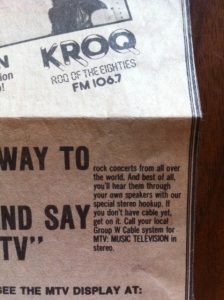 N
KROQ
tion
ROQ OF THE EIGHTIES
o!
FM 106.7
WAY TO
rock concerts from all over
the world. And best of all,
you'll hear them through
your own speakers with our
special stereo hookup. If
ND SAY
you don't have cable yet,
get on it. Call your local
TV"
Group W Cable system for
MTV: MUSIC TELEVISION in
stereo.
SEE THE MTV DISPLAY AT: